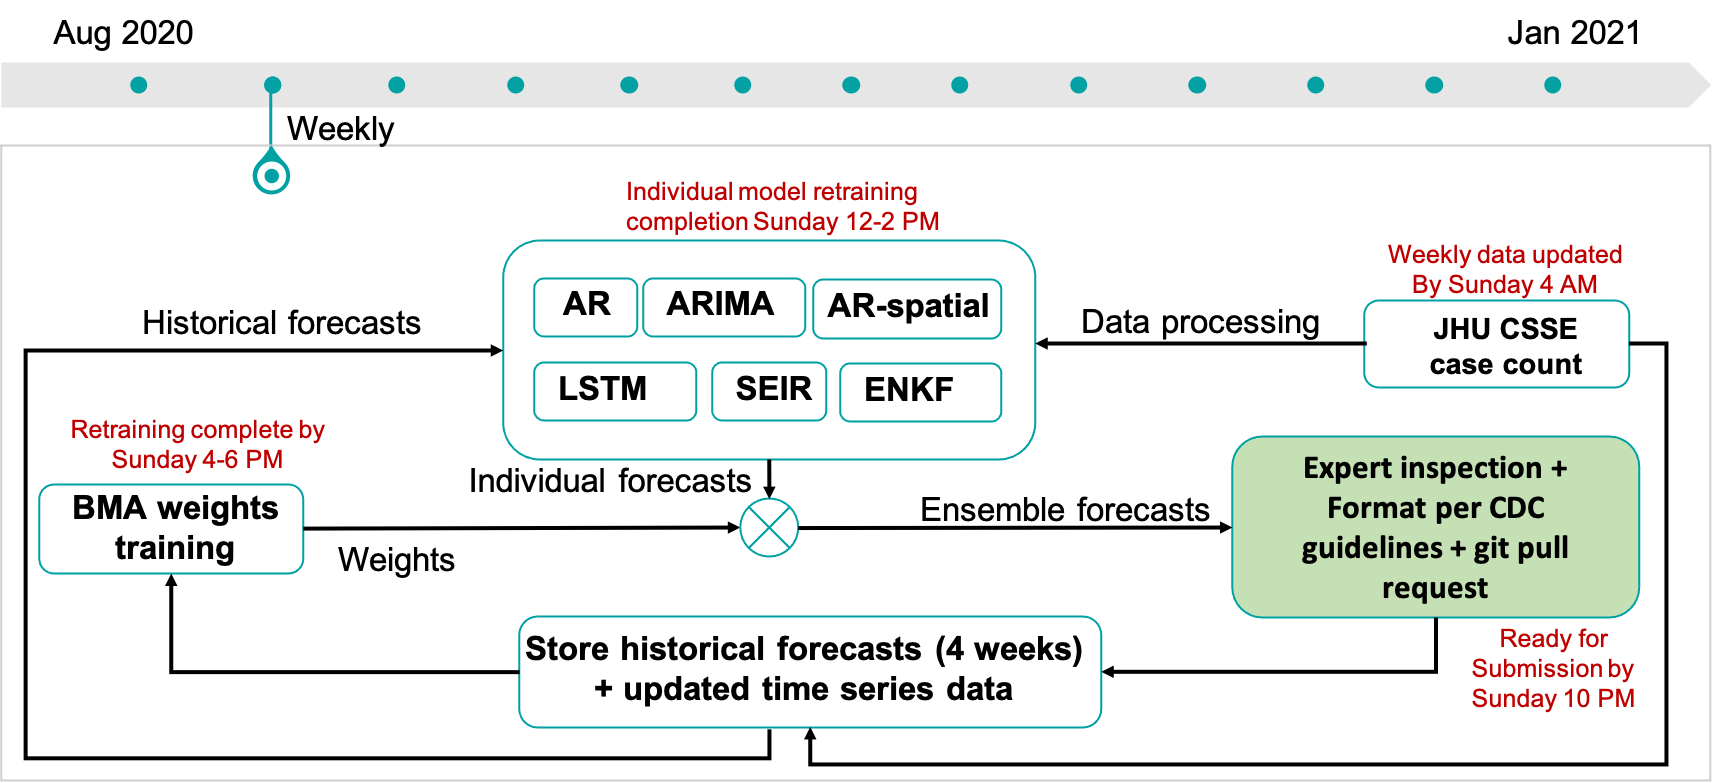 Aug 2020
Jan 2021
Weekly
Individual model retraining
completion Sunday 12-2 PM
Weekly data updated
By Sunday 4 AM
AR
ARIMA
AR-spatial
Historical forecasts
Data processing
JHU CSSE
case count
LSTM
SEIR
ENKF
Retraining complete by
Sunday 4-6 PM
BMA weights
training
Individual forecasts
Weights
Ensemble forecasts
Expert inspection +
Format per CDC
guidelines + git pull
request
Store historical forecasts (4 weeks)
+ updated time series data
Ready for
Submission by
Sunday 10 PM